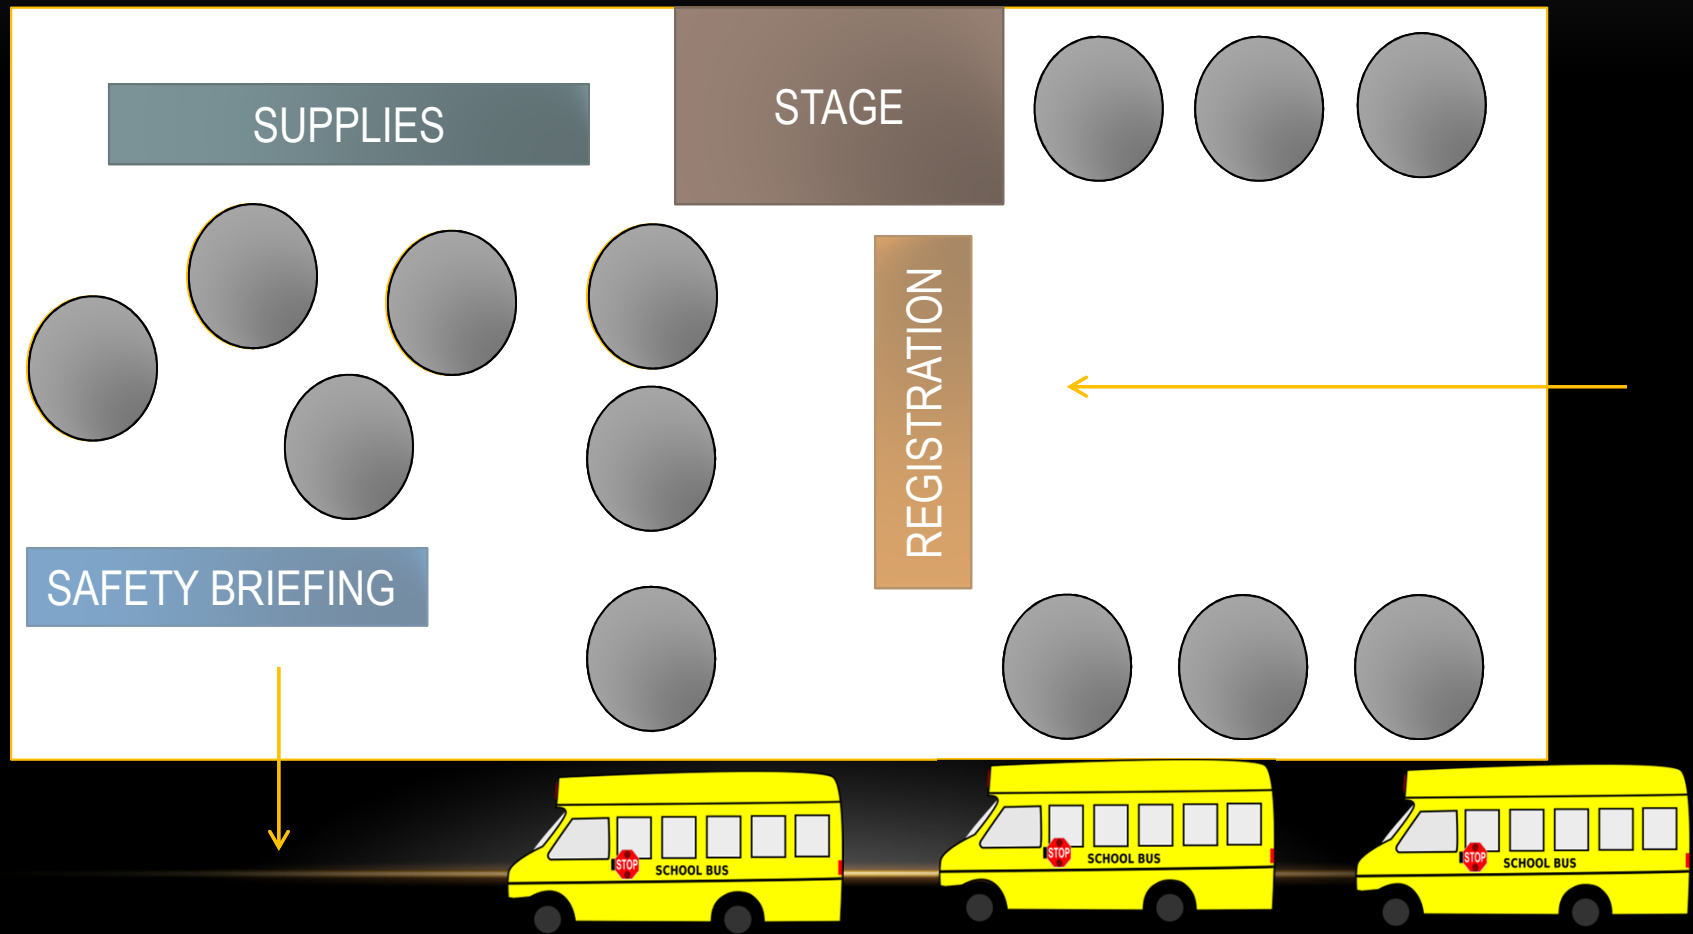 SUPPLIES
STAGE
REGISTRATION
SAFETY BRIEFING
STOP
SCHOOL BUS
STOP
SCHOOL BUS
STOP
SCHOOL BUS